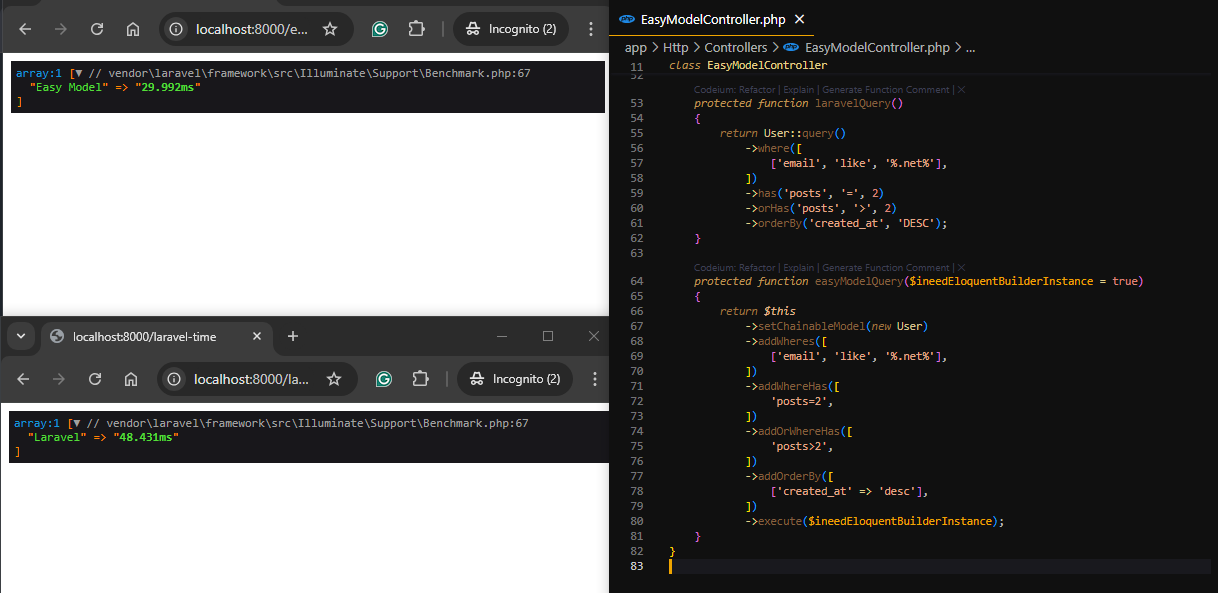 localhost:8000/e...
Incognito (2)
array:1 [▼ // vendor\laravel\framework\src\Illuminate\Support\Benchmark.php:67
"Easy Model" => "29.992ms"
]
localhost:8000/laravel-time
localhost:8000/la...
Incognito (2)
array:1 [▼ // vendor\laravel\framework\src\Illuminate\Support\Benchmark.php:67
"Laravel" => "48.431ms"
]
EasyModelController.php
app > Http > Controllers > EasyModelController.php > ...
11 class EasyModelController
52
Codeium: Refactor | Explain | Generate Function Comment | X
53 protected function laravelQuery()
54 {
55 return User::query()
56 ->where([
57 ['email', 'like', '%.net%'],
58 ])
59 ->has('posts', '=', 2)
60 ->orHas('posts', '>', 2)
61 ->orderBy('created_at', 'DESC');
62 }
63
Codeium: Refactor | Explain | Generate Function Comment | X
64 protected function easyModelQuery($ineedEloquentBuilderInstance = true)
65 {
66 return $this
67 ->setChainableModel(new User)
68 ->addWheres([
69 ['email', 'like', '%.net%'],
70 ])
71 ->addWhereHas([
72 'posts=2',
73 ])
74 ->addOrWhereHas([
75 'posts>2',
76 ])
77 ->addOrderBy([
78 ['created_at' => 'desc'],
79 ])
80 ->execute($ineedEloquentBuilderInstance);
81 }
82 }
83